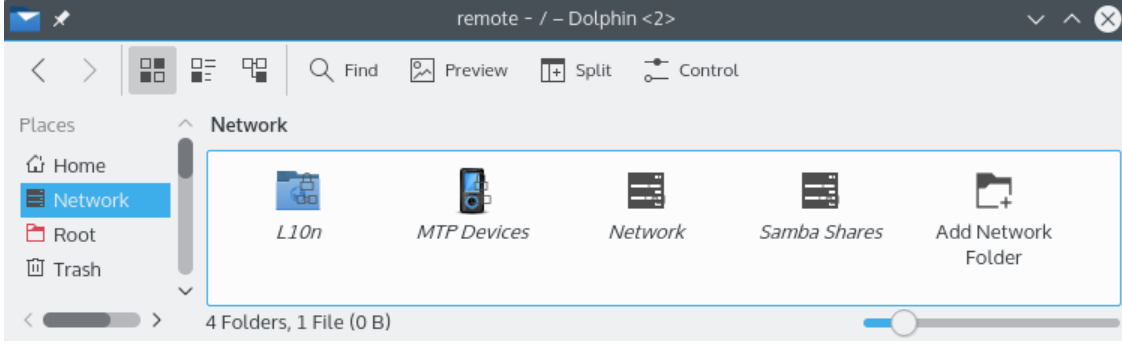 remote - / – Dolphin <2>
Find Preview Split Control
Places
Home
Network
Root
Trash
Network
L10n MTP Devices Network Samba Shares Add Network
Folder
4 Folders, 1 File (0 B)